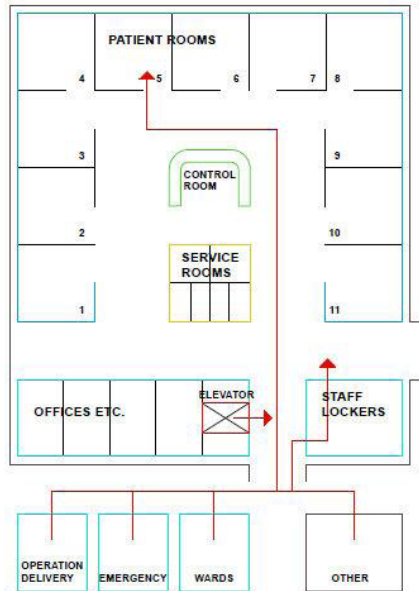 PATIENT ROOMS
4
5
6
7
8
3
9
CONTROL
ROOM
2
10
SERVICE
ROOMS
1
11
ELEVATOR
OFFICES ETC.
STAFF
LOCKERS
OPERATION
DELIVERY
EMERGENCY
WARDS
OTHER